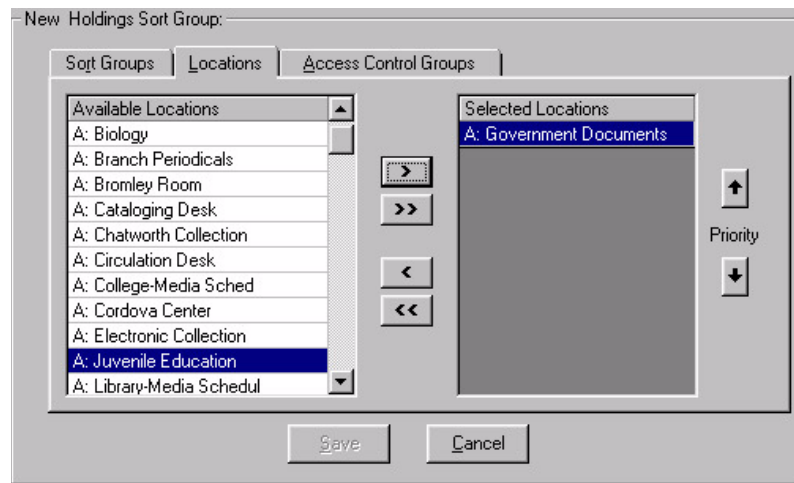 New Holdings Sort Group:
Sort Groups Locations Access Control Groups
Available Locations
A: Biology
A: Branch Periodicals
A: Bromley Room
A: Cataloging Desk
A: Chatworth Collection
A: Circulation Desk
A: College-Media Sched
A: Cordova Center
A: Electronic Collection
A: Juvenile Education
A: Library-Media Schedul
>
>>
<
<<
Selected Locations
A: Government Documents
Priority
Save Cancel